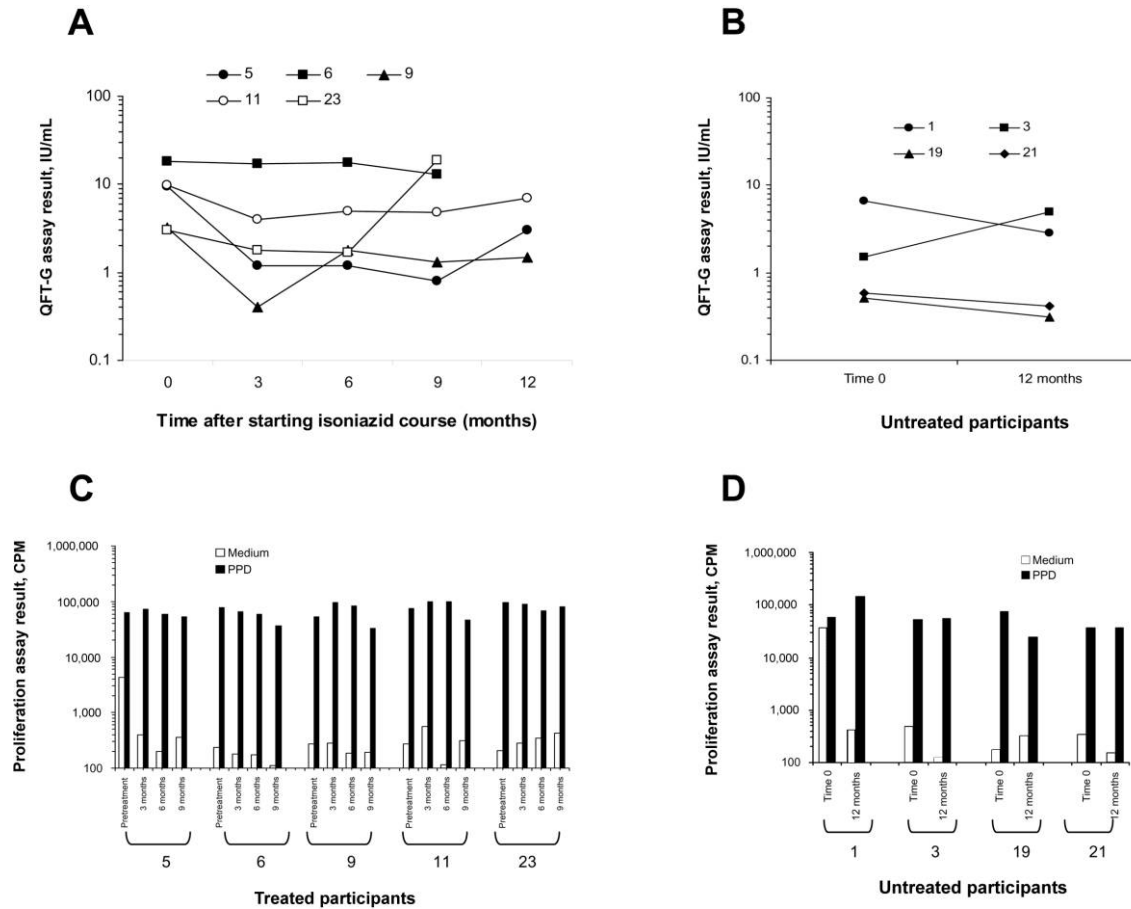 A
5 6 9
11 23
QFT-G assay result, IU/mL
100
10
1
0.1
0 3 6 9 12
Time after starting isoniazid course (months)
B
1 3
19 21
QFT-G assay result, IU/mL
100
10
1
0.1
Time 0 12 months
Untreated participants
C
Medium
PPD
Proliferation assay result, CPM
1,000,000
100,000
10,000
1,000
100
Pretreatment
3 months
6 months
9 months
Pretreatment
3 months
6 months
9 months
Pretreatment
3 months
6 months
9 months
Pretreatment
3 months
6 months
9 months
Pretreatment
3 months
6 months
9 months
5 6 9 11 23
Treated participants
D
Medium
PPD
Proliferation assay result, CPM
1,000,000
100,000
10,000
1,000
100
Time 0
12 months
Time 0
12 months
Time 0
12 months
Time 0
12 months
1 3 19 21
Untreated participants